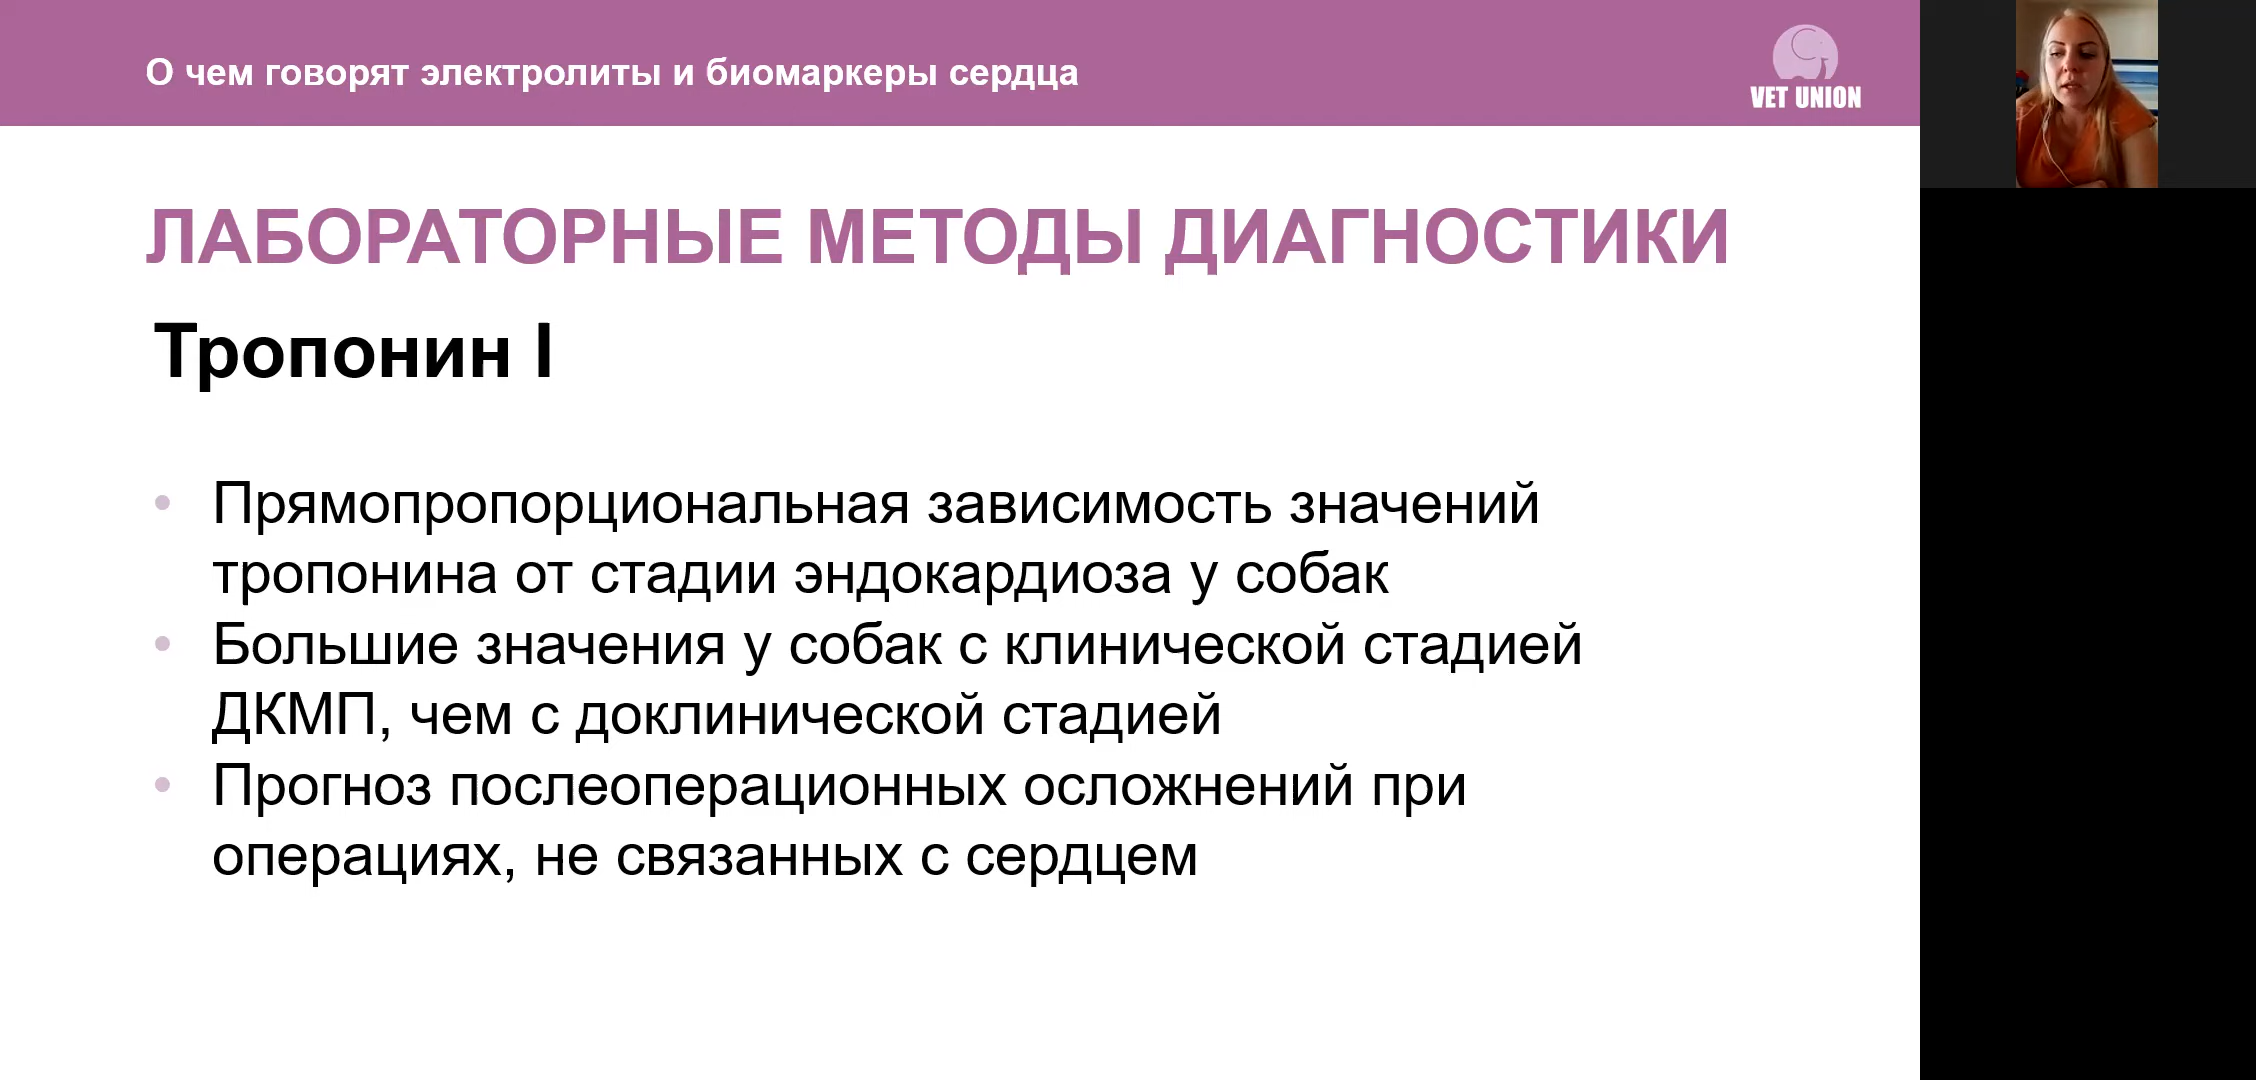 О чем говорят электролиты и биомаркеры сердца
VET UNION
ЛАБОРАТОРНЫЕ МЕТОДЫ ДИАГНОСТИКИ
Тропонин I
• Прямопропорциональная зависимость значений
тропонина от стадии эндокардиоза у собак
• Большие значения у собак с клинической стадией
ДКМП, чем с доклинической стадией
• Прогноз послеоперационных осложнений при
операциях, не связанных с сердцем